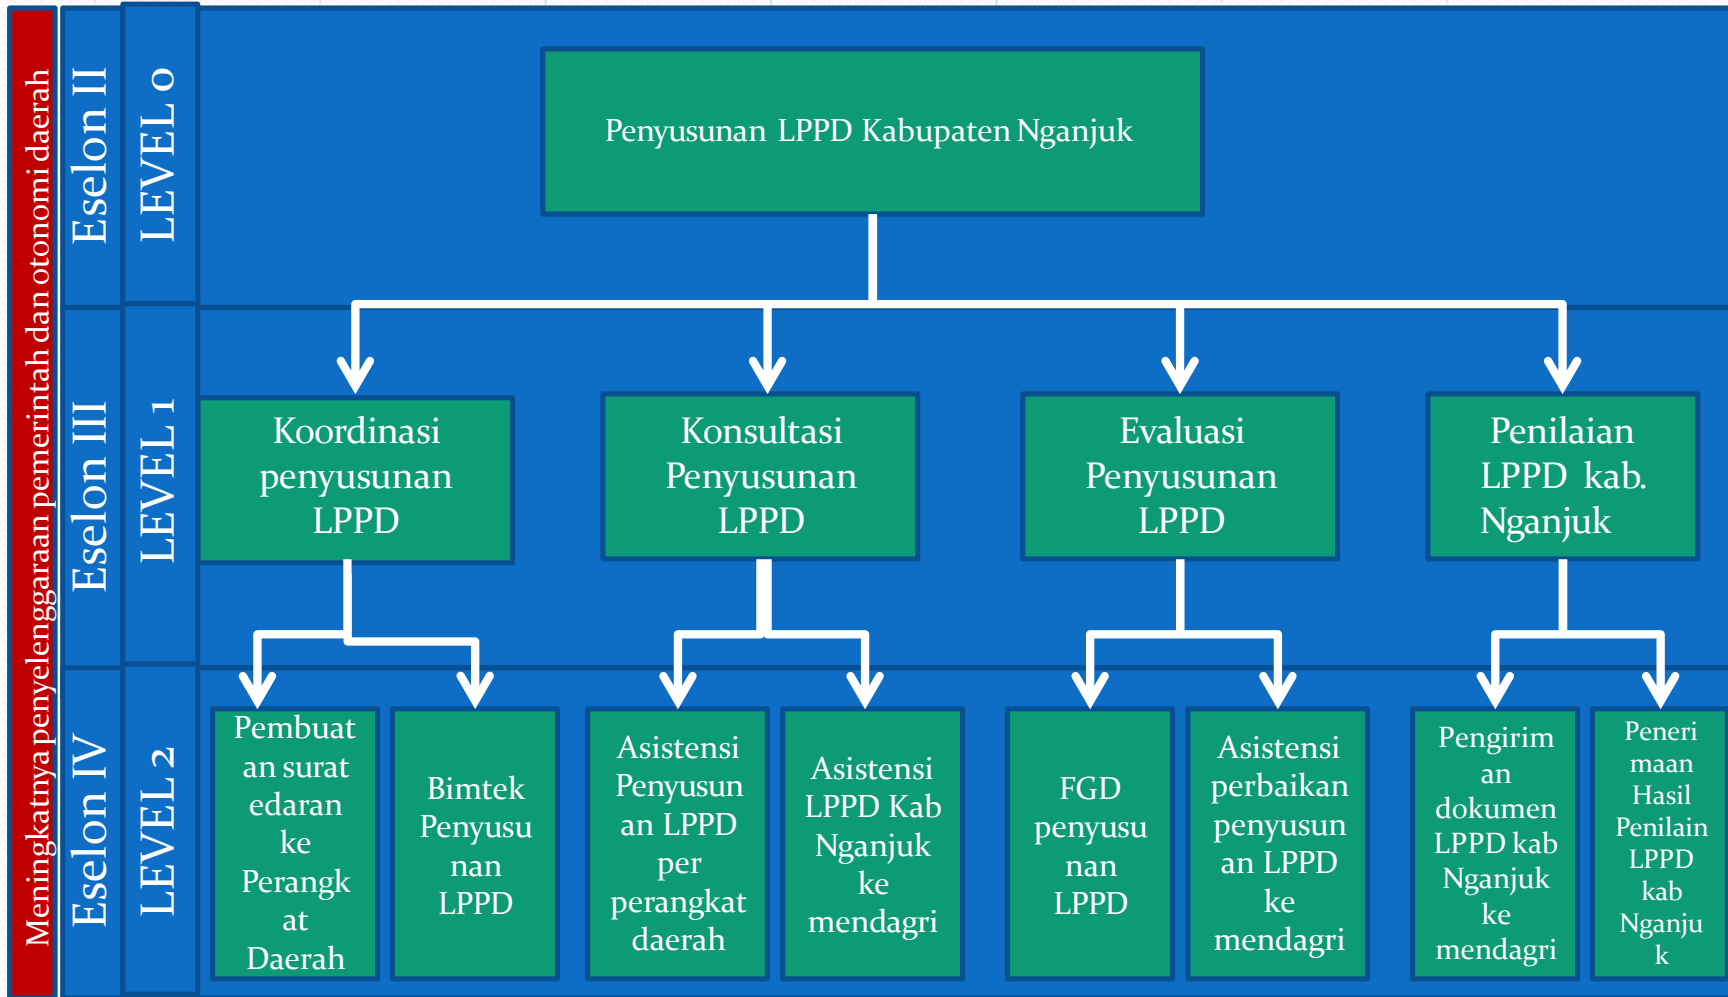 Meningkatnya penyelenggaraan pemerintah dan otonomi daerah
Eselon II
LEVEL 0
Penyusunan LPPD Kabupaten Nganjuk
Eselon III
LEVEL 1
Koordinasi
penyusunan
LPPD
Konsultasi
Penyusunan
LPPD
Evaluasi
Penyusunan
LPPD
Penilaian
LPPD kab.
Nganjuk
Eselon IV
LEVEL 2
Pembuat
an surat
edaran
ke
Perangk
at
Daerah
Bimtek
Penyusu
nan
LPPD
Asistensi
Penyusun
an LPPD
per
perangkat
daerah
Asistensi
LPPD Kab
Nganjuk
ke
mendagri
FGD
penyusu
nan
LPPD
Asistensi
perbaikan
penyusun
an LPPD
ke
mendagri
Pengirim
an
dokumen
LPPD kab
Nganjuk
ke
mendagri
Peneri
maan
Hasil
Penilain
LPPD
kab
Nganju
k